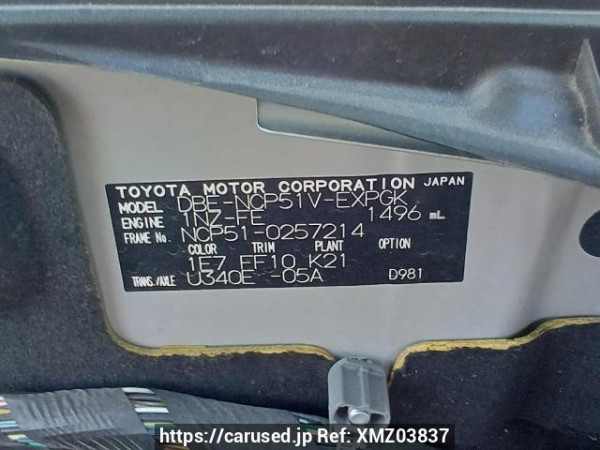 TOYOTA MOTOR CORPORATION JAPAN
MODEL DBE-NCP51V-EXPGK
ENGINE 1NZ-FE 1496 mL
FRAME No. NCP51-0257214
COLOR TRIM PLANT OPTION
1E7 FF10 K21
TRANS./AXLE U340E -05A D981
https://carused.jp Ref: XMZ03837